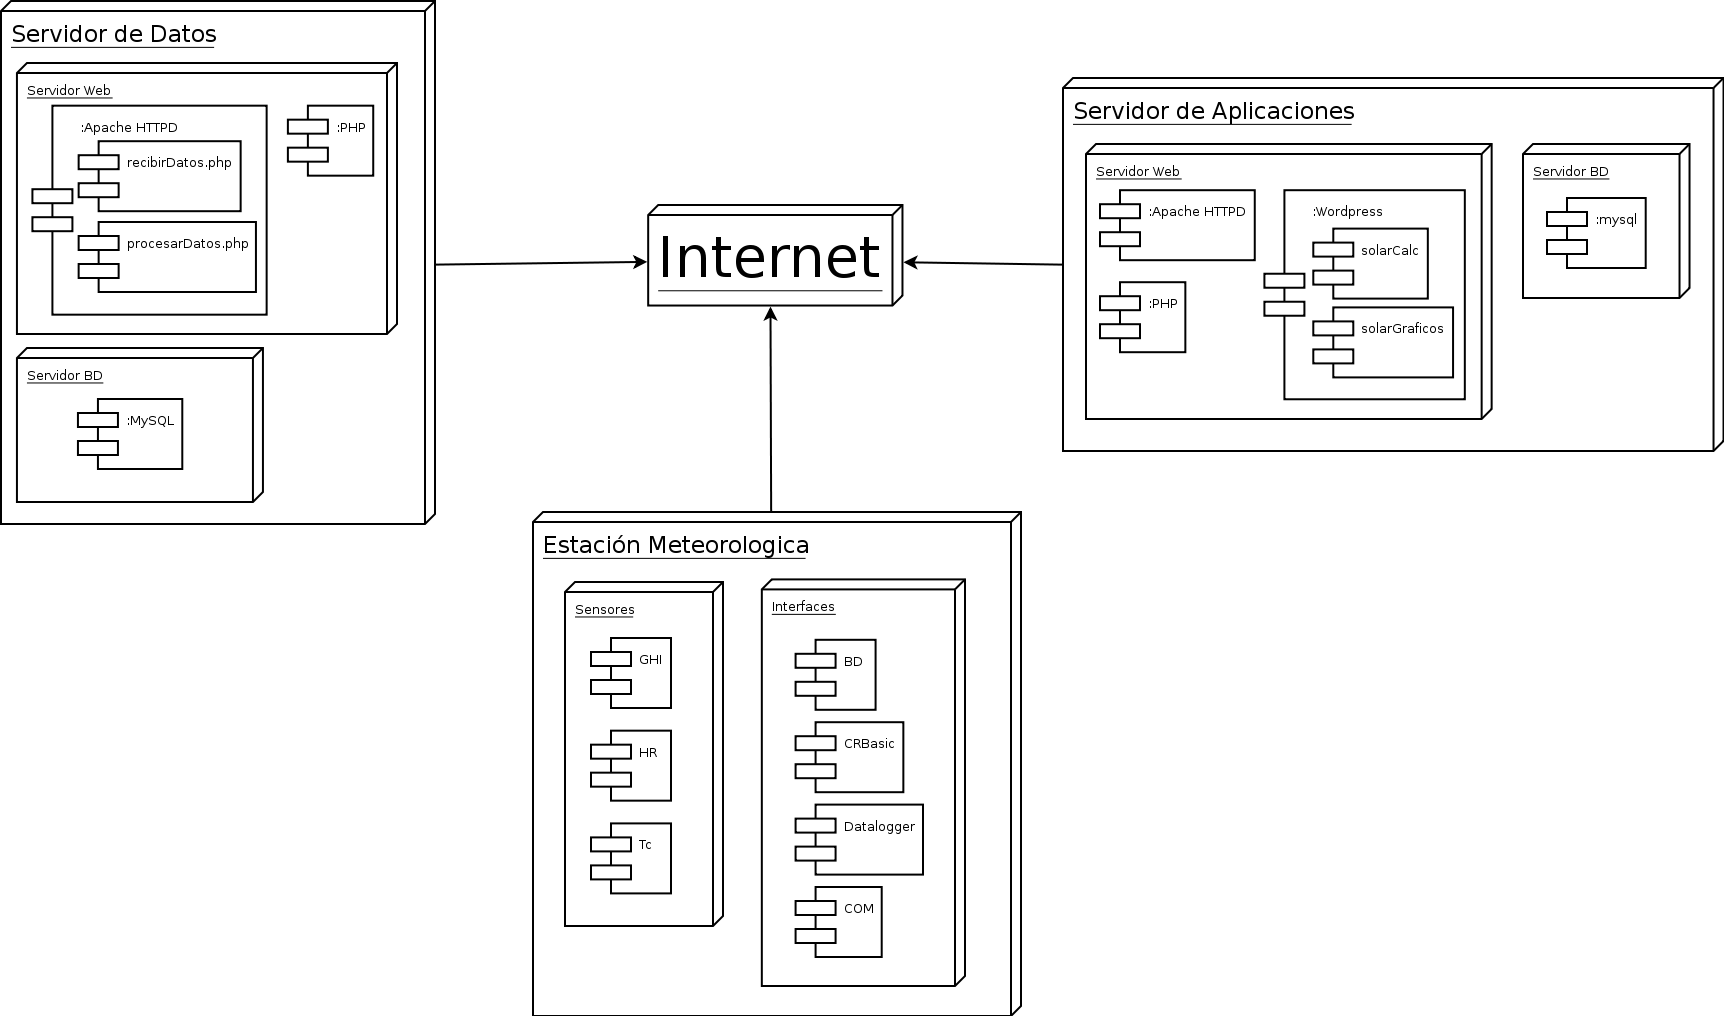 Servidor de Datos
Servidor Web
:Apache HTTPD
:PHP
recibirDatos.php
procesarDatos.php
Servidor BD
:MySQL
Internet
Servidor de Aplicaciones
Servidor Web
:Apache HTTPD
:PHP
:Wordpress
solarCalc
solarGraficos
Servidor BD
:mysql
Estación Meteorologica
Sensores
GHI
HR
Tc
Interfaces
BD
CRBasic
Datalogger
COM